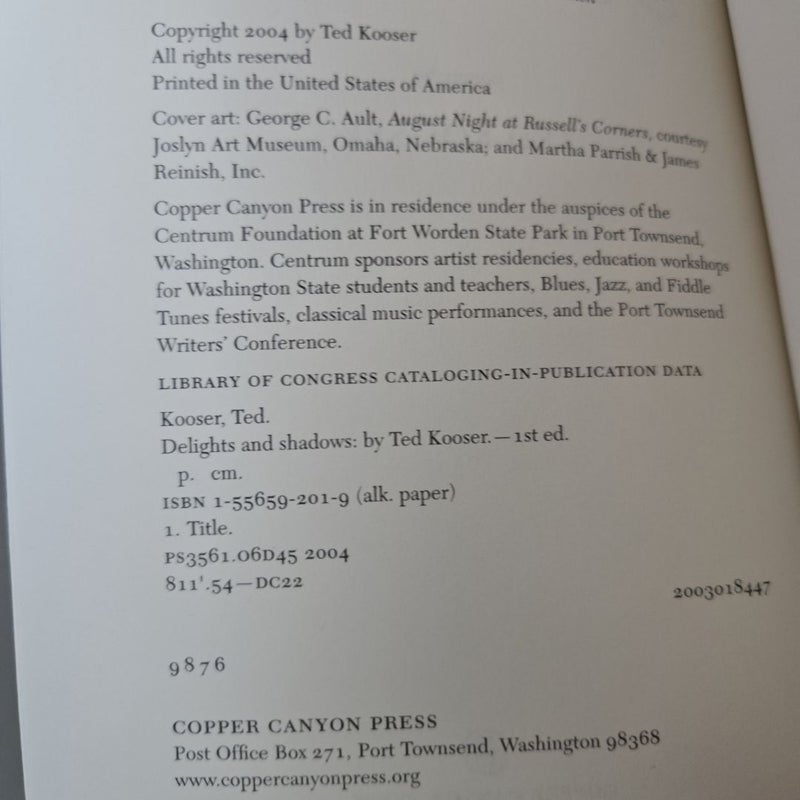 Copyright 2004 by Ted Kooser
All rights reserved
Printed in the United States of America
Cover art: George C. Ault, August Night at Russell's Corners, courtesy
Joslyn Art Museum, Omaha, Nebraska; and Martha Parrish & James
Reinish, Inc.
Copper Canyon Press is in residence under the auspices of the
Centrum Foundation at Fort Worden State Park in Port Townsend,
Washington. Centrum sponsors artist residencies, education workshops
for Washington State students and teachers, Blues, Jazz, and Fiddle
Tunes festivals, classical music performances, and the Port Townsend
Writers' Conference.
LIBRARY OF CONGRESS CATALOGING-IN-PUBLICATION DATA
Kooser, Ted.
Delights and shadows: by Ted Kooser.—1st ed.
p. cm.
ISBN 1-55659-201-9 (alk. paper)
1. Title.
PS3561.O6D45 2004
811'.54—DC22
2003018447
9 8 7 6
COPPER CANYON PRESS
Post Office Box 271, Port Townsend, Washington 98368
www.coppercanyonpress.org